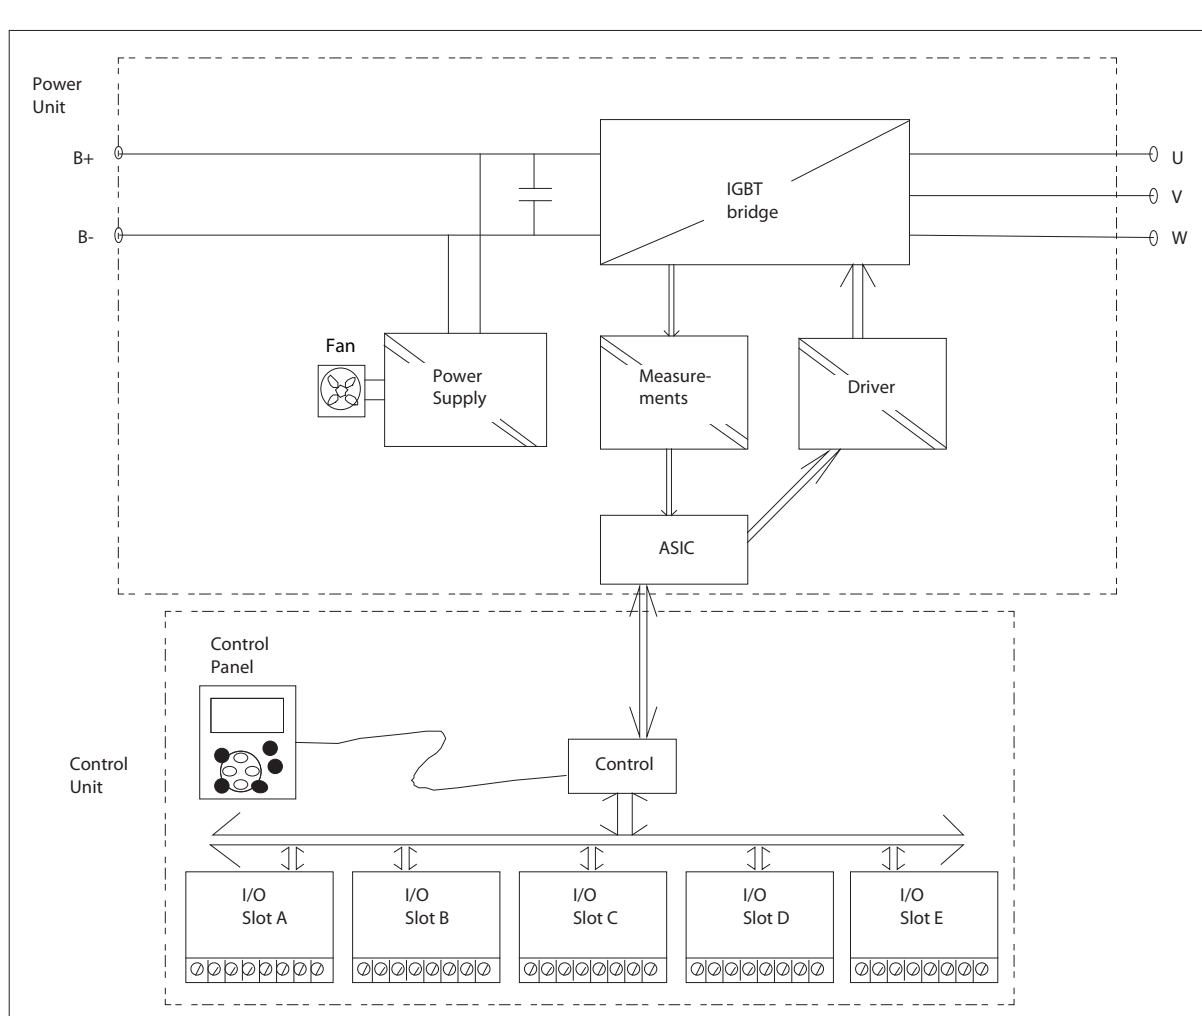 Power
Unit
B+
B-
IGBT
bridge
U
V
W
Fan
Power
Supply
Measure-
ments
Driver
ASIC
Control
Panel
Control
Unit
Control
I/O
Slot A
I/O
Slot B
I/O
Slot C
I/O
Slot D
I/O
Slot E